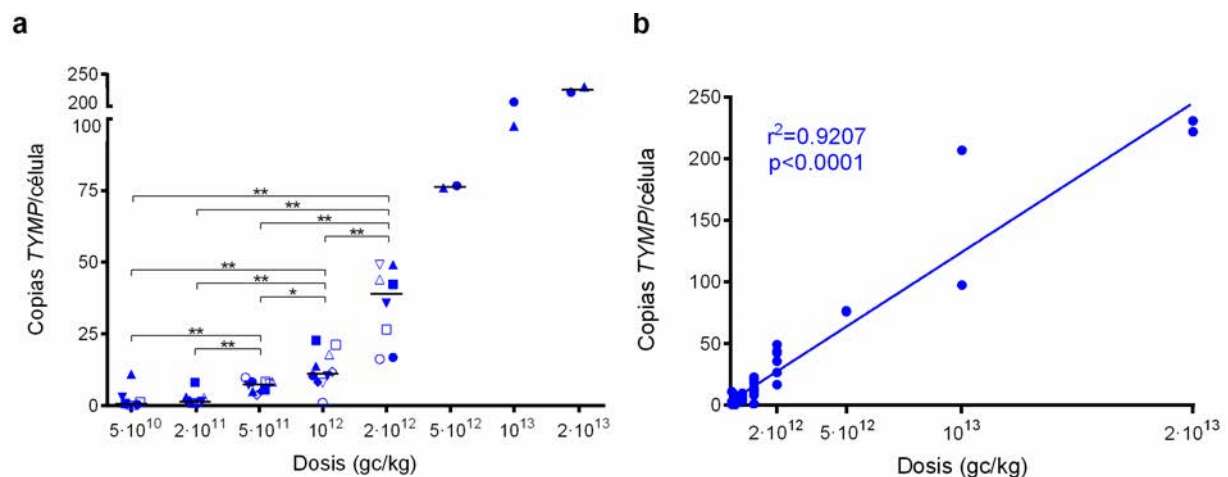 a
250
200
100
75
50
25
0
Copias TYMP/célula
**
**
**
**
**
**
*
**
**
5·10¹⁰ 2·10¹¹ 5·10¹¹ 10¹² 2·10¹² 5·10¹² 10¹³ 2·10¹³
Dosis (gc/kg)
b
250
200
150
100
50
0
Copias TYMP/célula
r²=0.9207
p<0.0001
2·10¹² 5·10¹² 10¹³ 2·10¹³
Dosis (gc/kg)